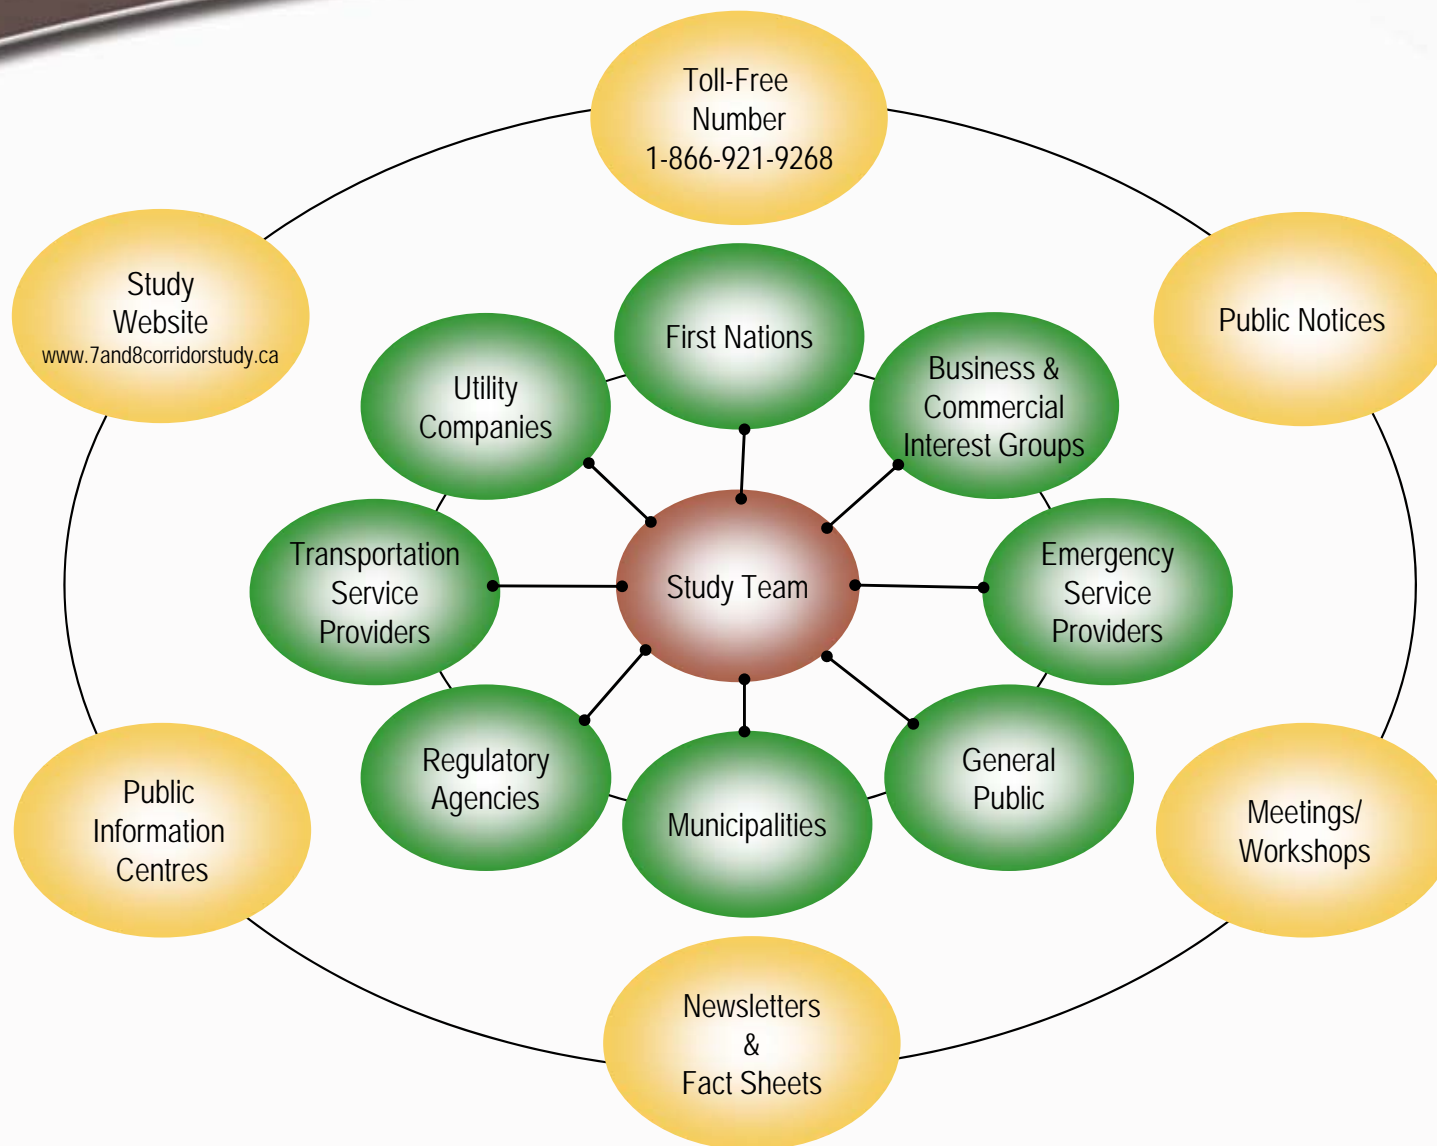 Toll-Free
Number
1-866-921-9268
Study
Website
www.7and8corridorstudy.ca
Public Notices
First Nations
Utility
Companies
Business &
Commercial
Interest Groups
Transportation
Service
Providers
Study Team
Emergency
Service
Providers
Regulatory
Agencies
Municipalities
General
Public
Public
Information
Centres
Meetings/
Workshops
Newsletters
&
Fact Sheets